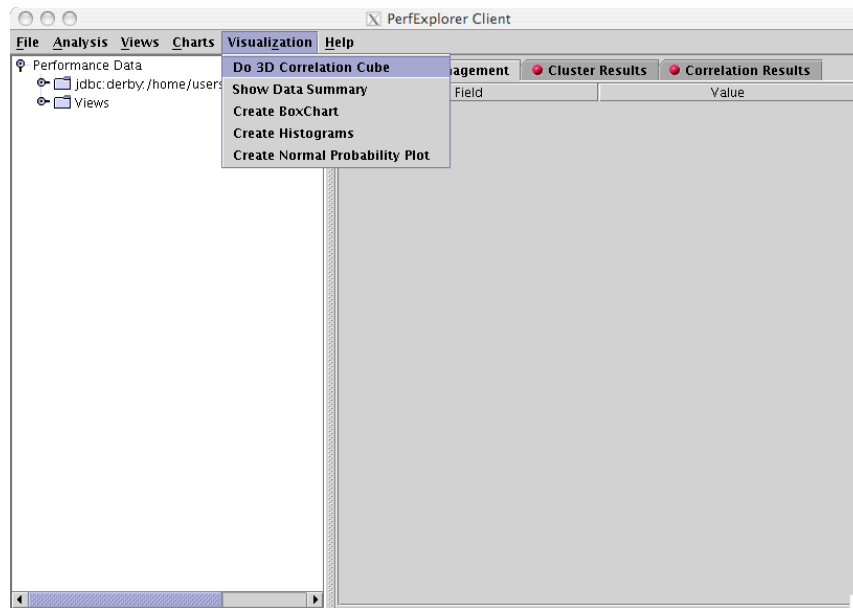 PerfExplorer Client
File Analysis Views Charts Visualization Help
Performance Data
jdbc:derby:/home/users
Views
Do 3D Correlation Cube
Show Data Summary
Create BoxChart
Create Histograms
Create Normal Probability Plot
Cluster Results
Correlation Results
Field
Value